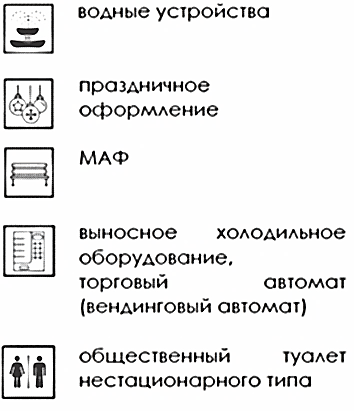 водные устройства
праздничное
оформление
МАФ
выносное холодильное
оборудование,
торговый автомат
(вендинговый автомат)
общественный туалет
нестационарного типа